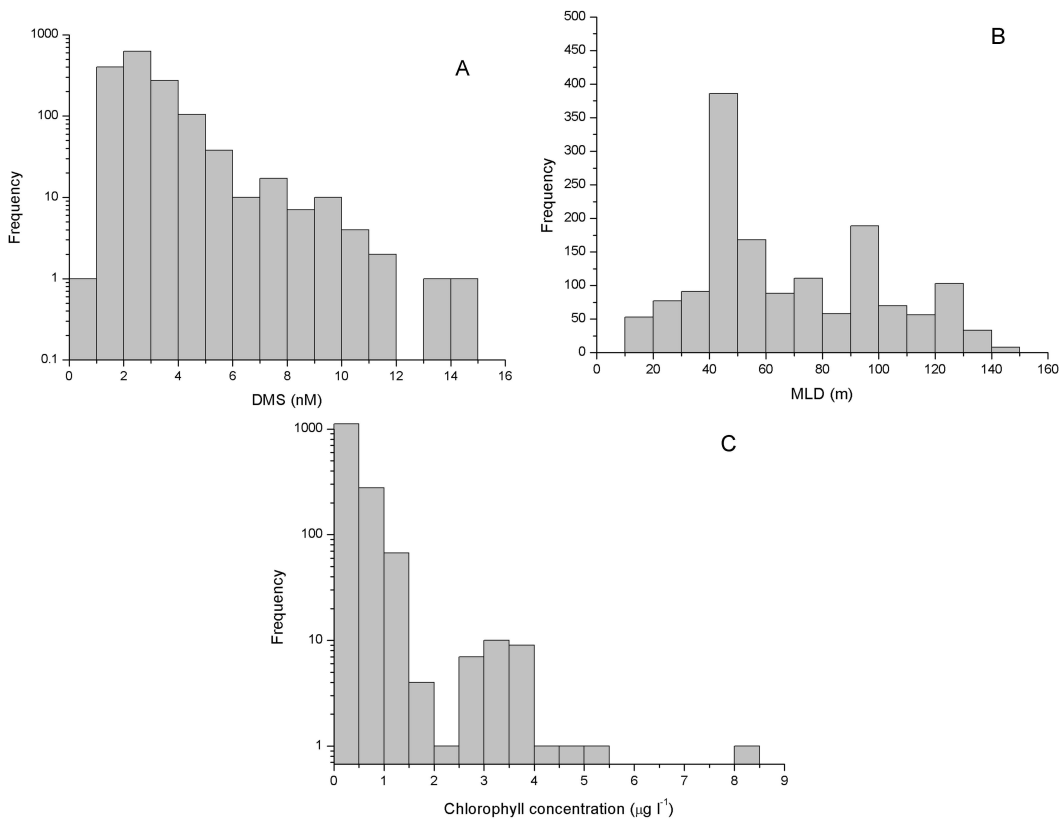 A
Frequency
1000
100
10
1
0.1
0 2 4 6 8 10 12 14 16
DMS (nM)
B
Frequency
500
450
400
350
300
250
200
150
100
50
0
0 20 40 60 80 100 120 140 160
MLD (m)
C
Frequency
1000
100
10
1
0 1 2 3 4 5 6 7 8 9
Chlorophyll concentration (μg l⁻¹)